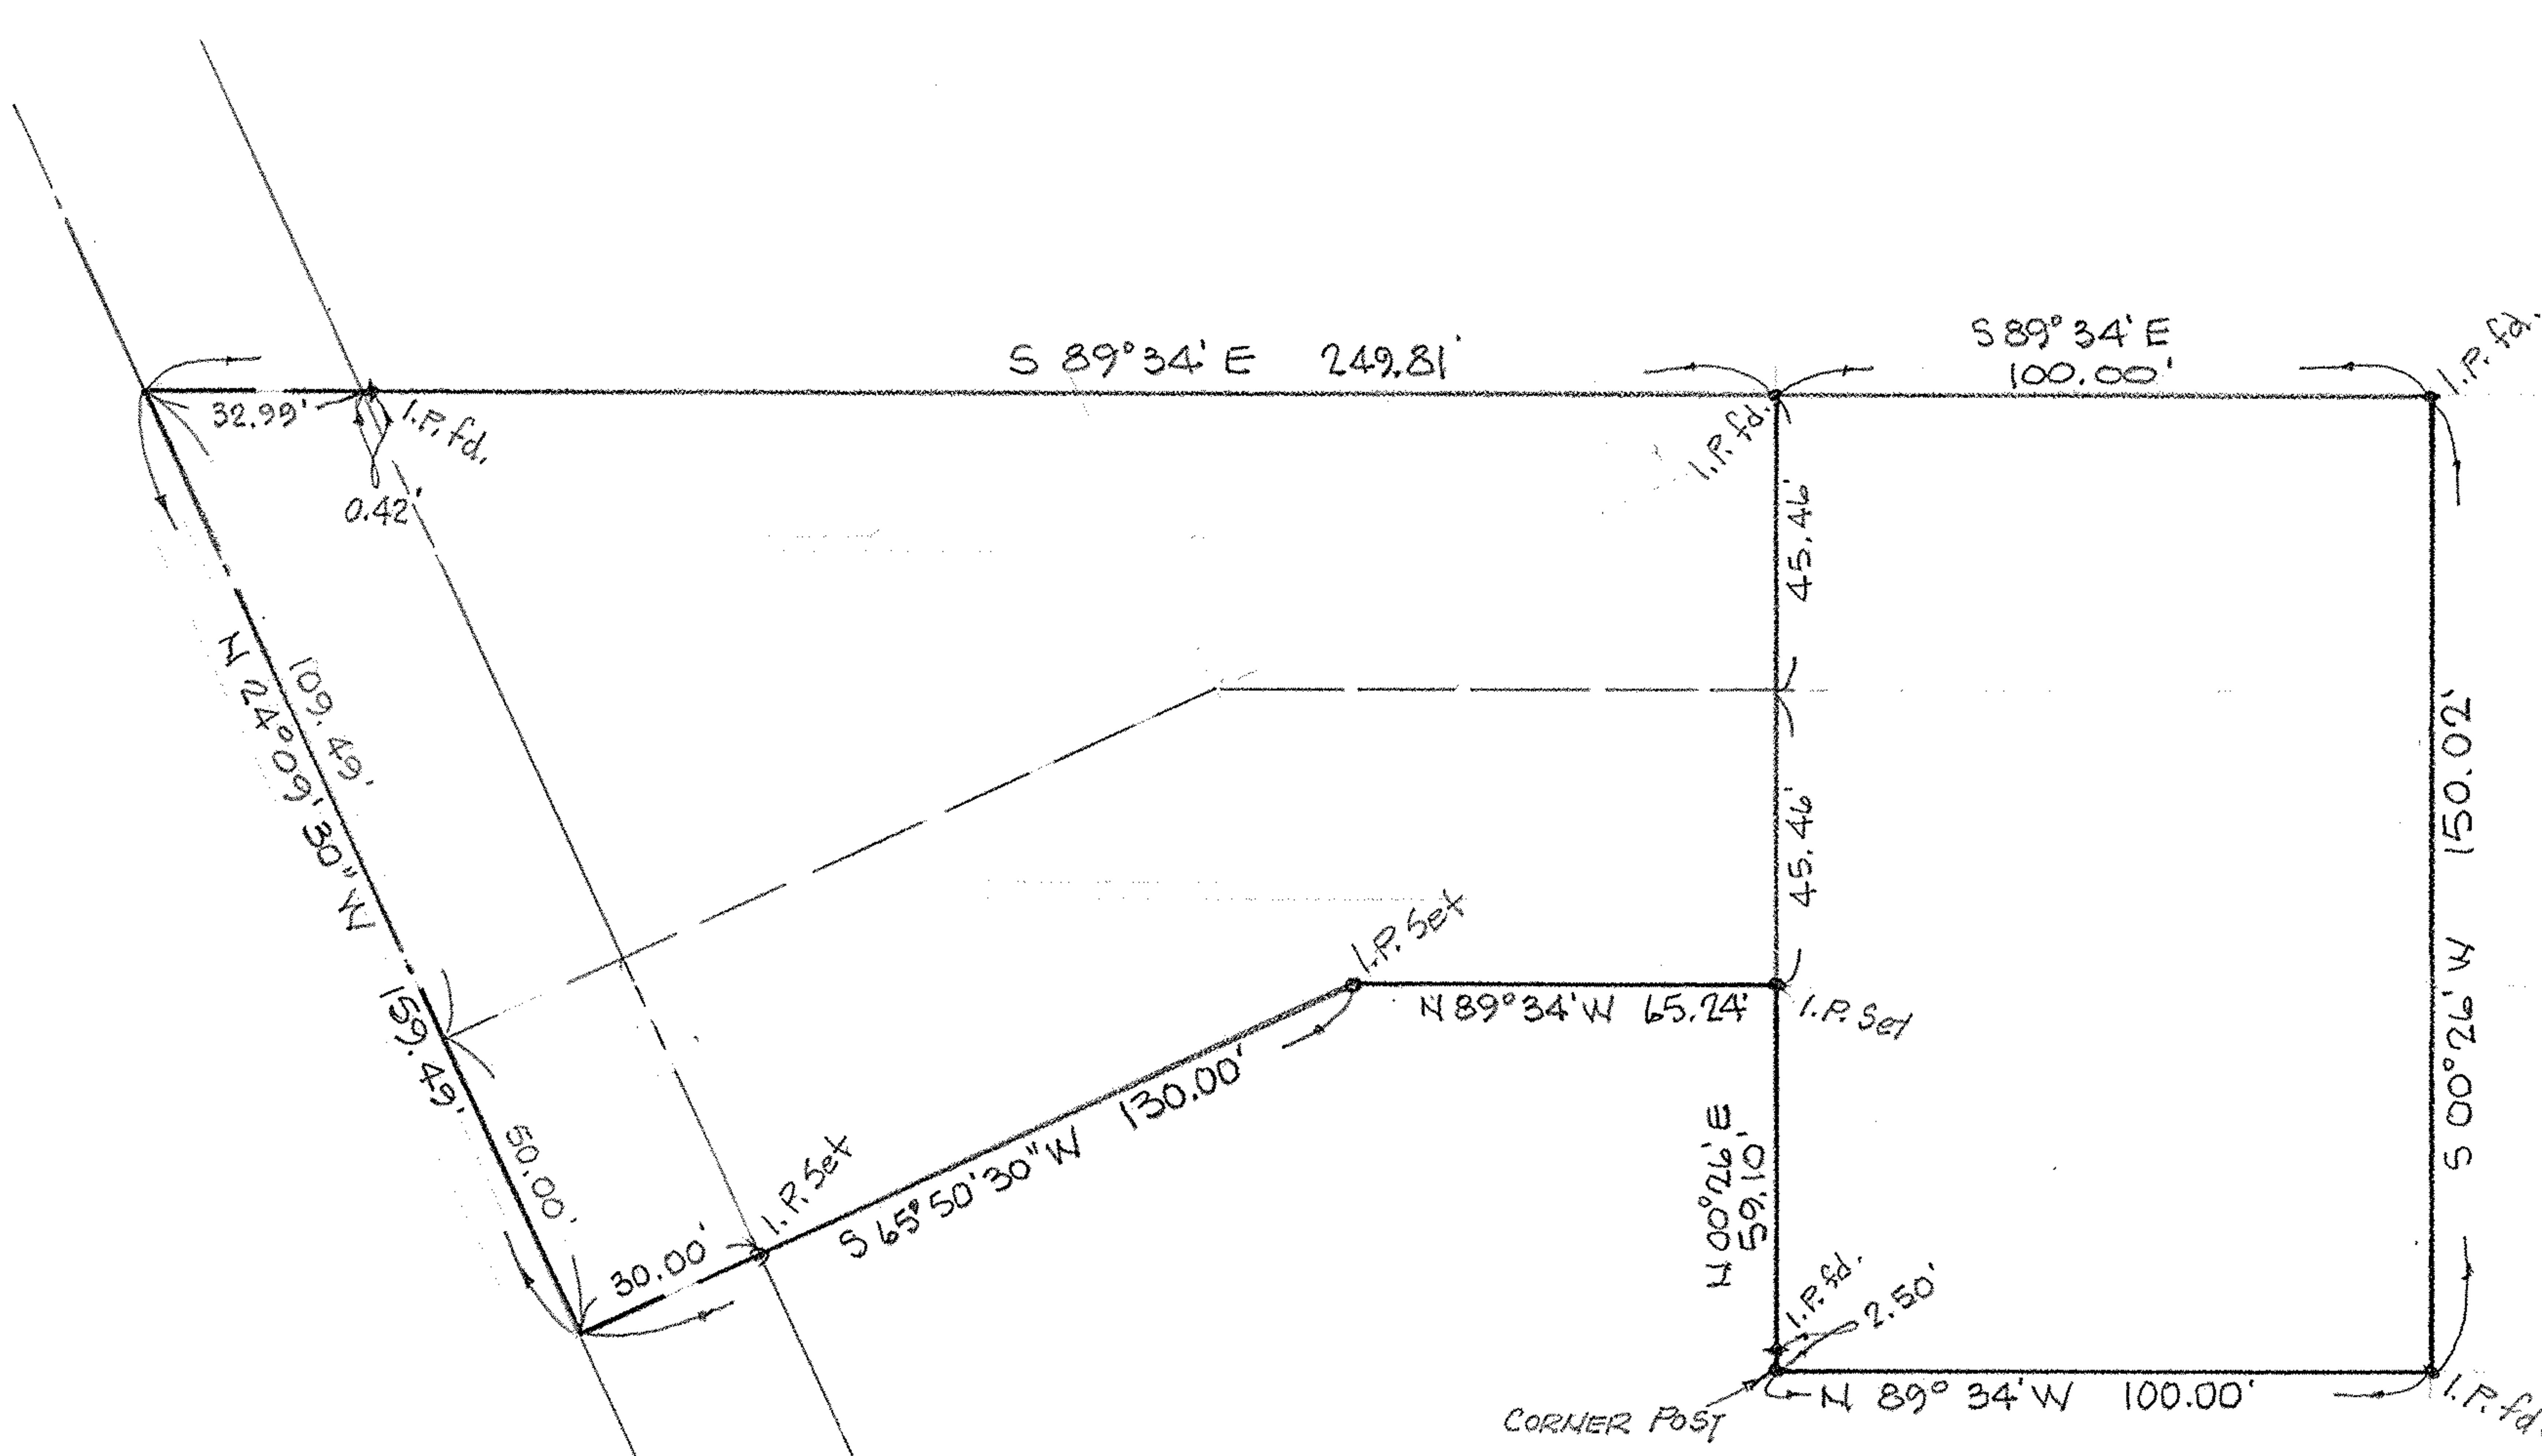 S 89°34' E 249.81'
S 89° 34' E
100.00'
I.P. fd.
32.99'
I.P. fd.
0.42'
I.P. fd.
45.46'
109.49'
N 24°09'30" W
159.49'
50.00'
45.46'
I.P. Set
N 89°34' W 65.24'
I.P. Set
S 00°26' W 150.02'
130.00'
S 65°50'30" W
I.P. Set
30.00'
N 00°26' E
59.10'
I.P. fd.
2.50'
CORNER POST
N 89° 34' W 100.00'
I.P. fd.